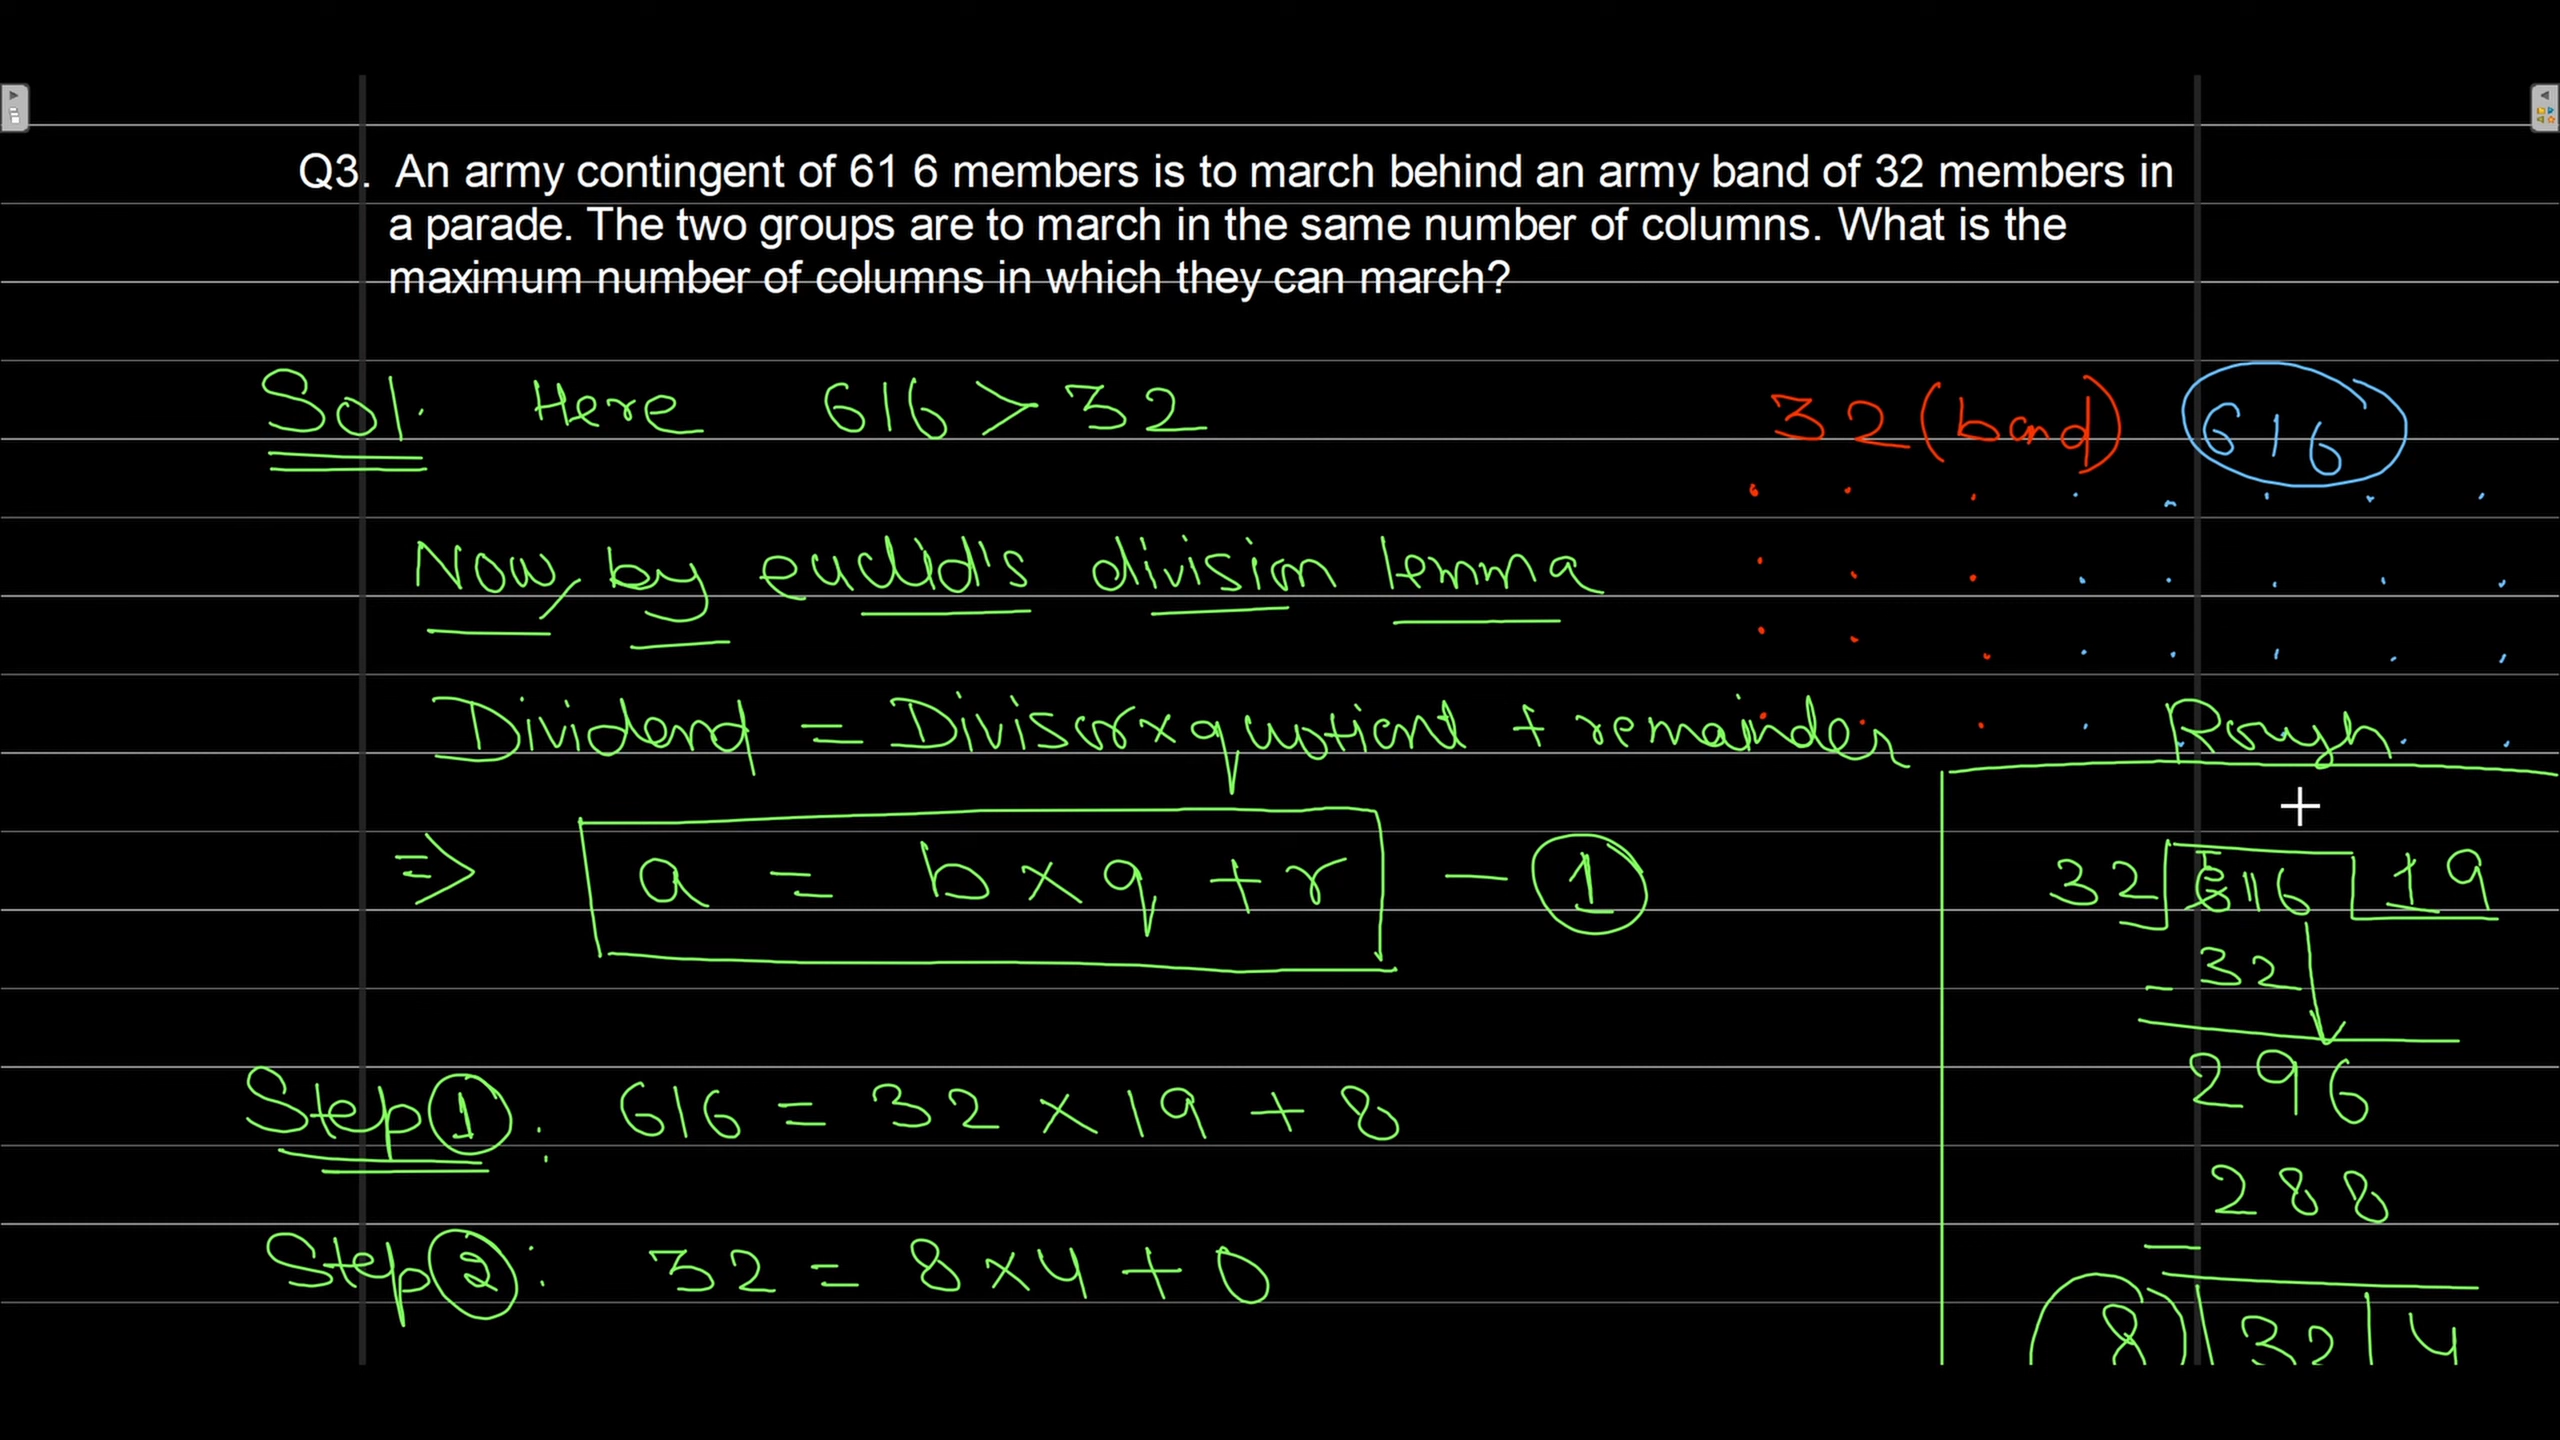 Q3. An army contingent of 61 6 members is to march behind an army band of 32 members in
a parade. The two groups are to march in the same number of columns. What is the
maximum number of columns in which they can march?
Sol. Here 616 > 32
32 (band) 616
Now, by euclid's division lemma
Dividend = Divisor x quotient + remainder
Rough
=> a = b x q + r - 1
32 616 19
- 32
296
288
Step 1 : 616 = 32 x 19 + 8
Step 2 : 32 = 8 x 4 + 0
8 32 4